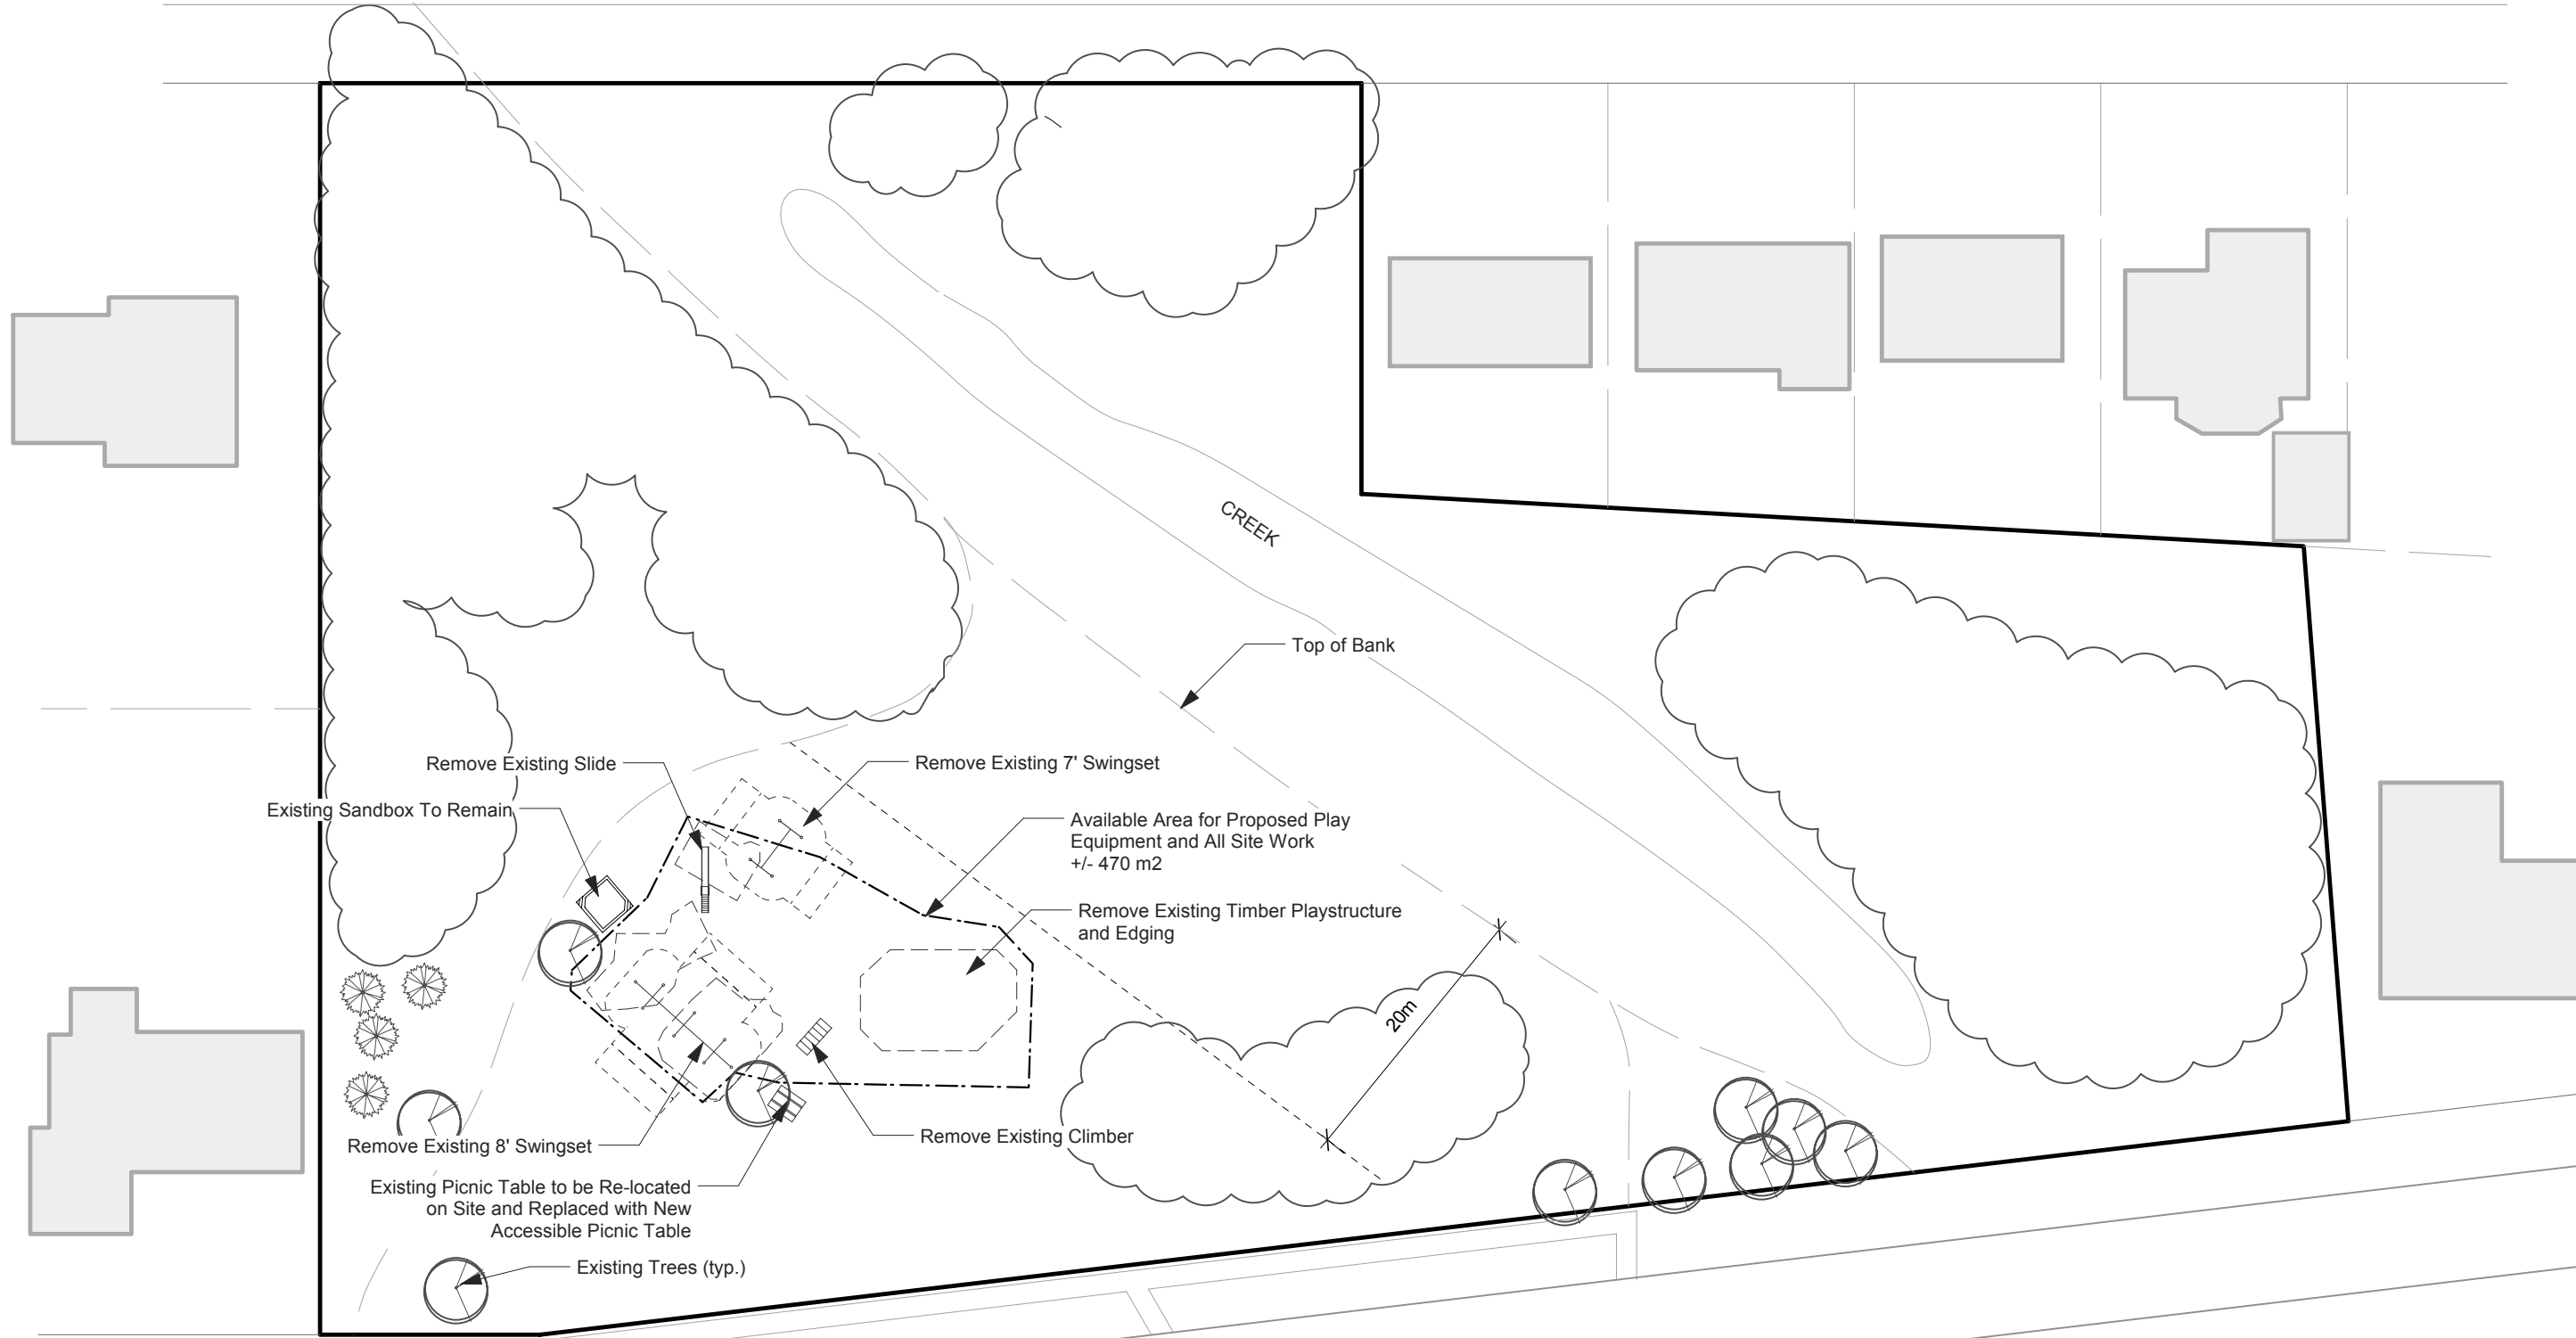 CREEK
Top of Bank
Remove Existing Slide
Remove Existing 7' Swingset
Existing Sandbox To Remain
Available Area for Proposed Play
Equipment and All Site Work
+/- 470 m2
Remove Existing Timber Playstructure
and Edging
20m
Remove Existing Climber
Remove Existing 8' Swingset
Existing Picnic Table to be Re-located
on Site and Replaced with New
Accessible Picnic Table
Existing Trees (typ.)